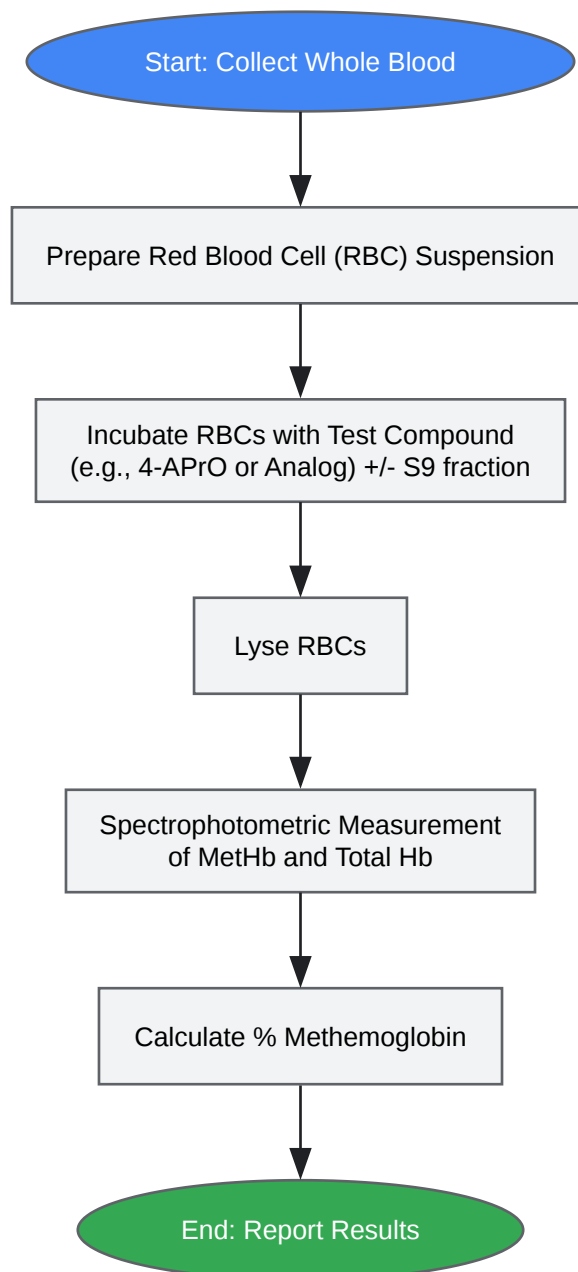 Start: Collect Whole Blood
Prepare Red Blood Cell (RBC) Suspension
Incubate RBCs with Test Compound
(e.g., 4-APrO or Analog) +/- S9 fraction
Lyse RBCs
Spectrophotometric Measurement
of MetHb and Total Hb
Calculate % Methemoglobin
End: Report Results